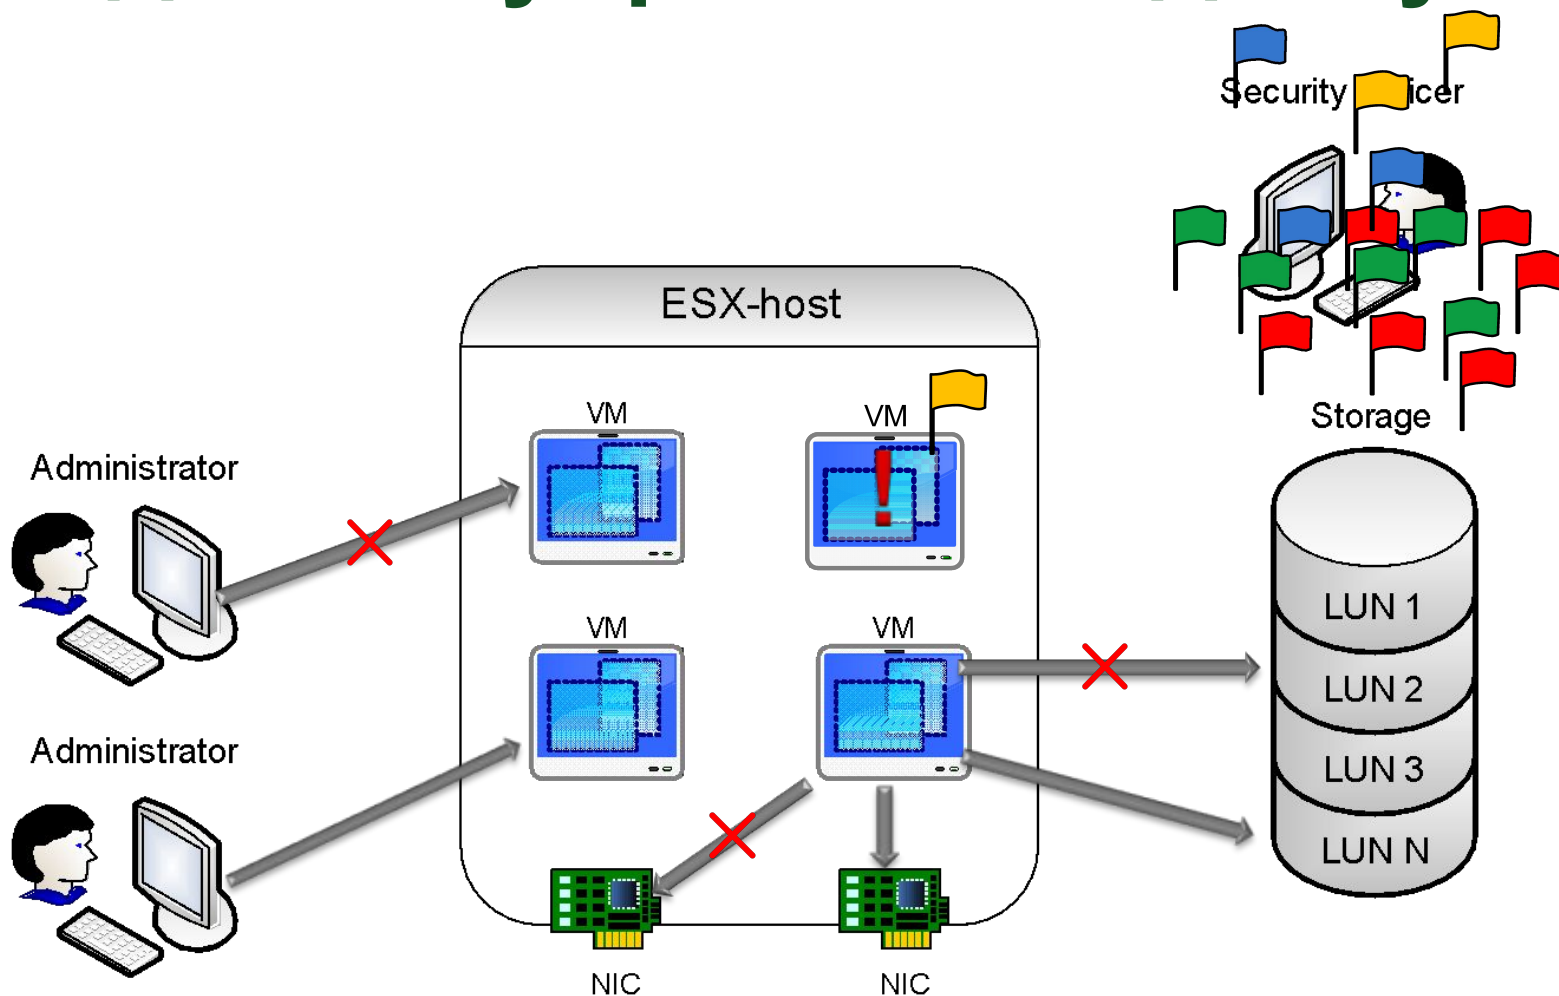 Security
ESX-host
VM
VM
Storage
Administrator
LUN 1
VM
VM
LUN 2
Administrator
LUN 3
LUN N
NIC
NIC